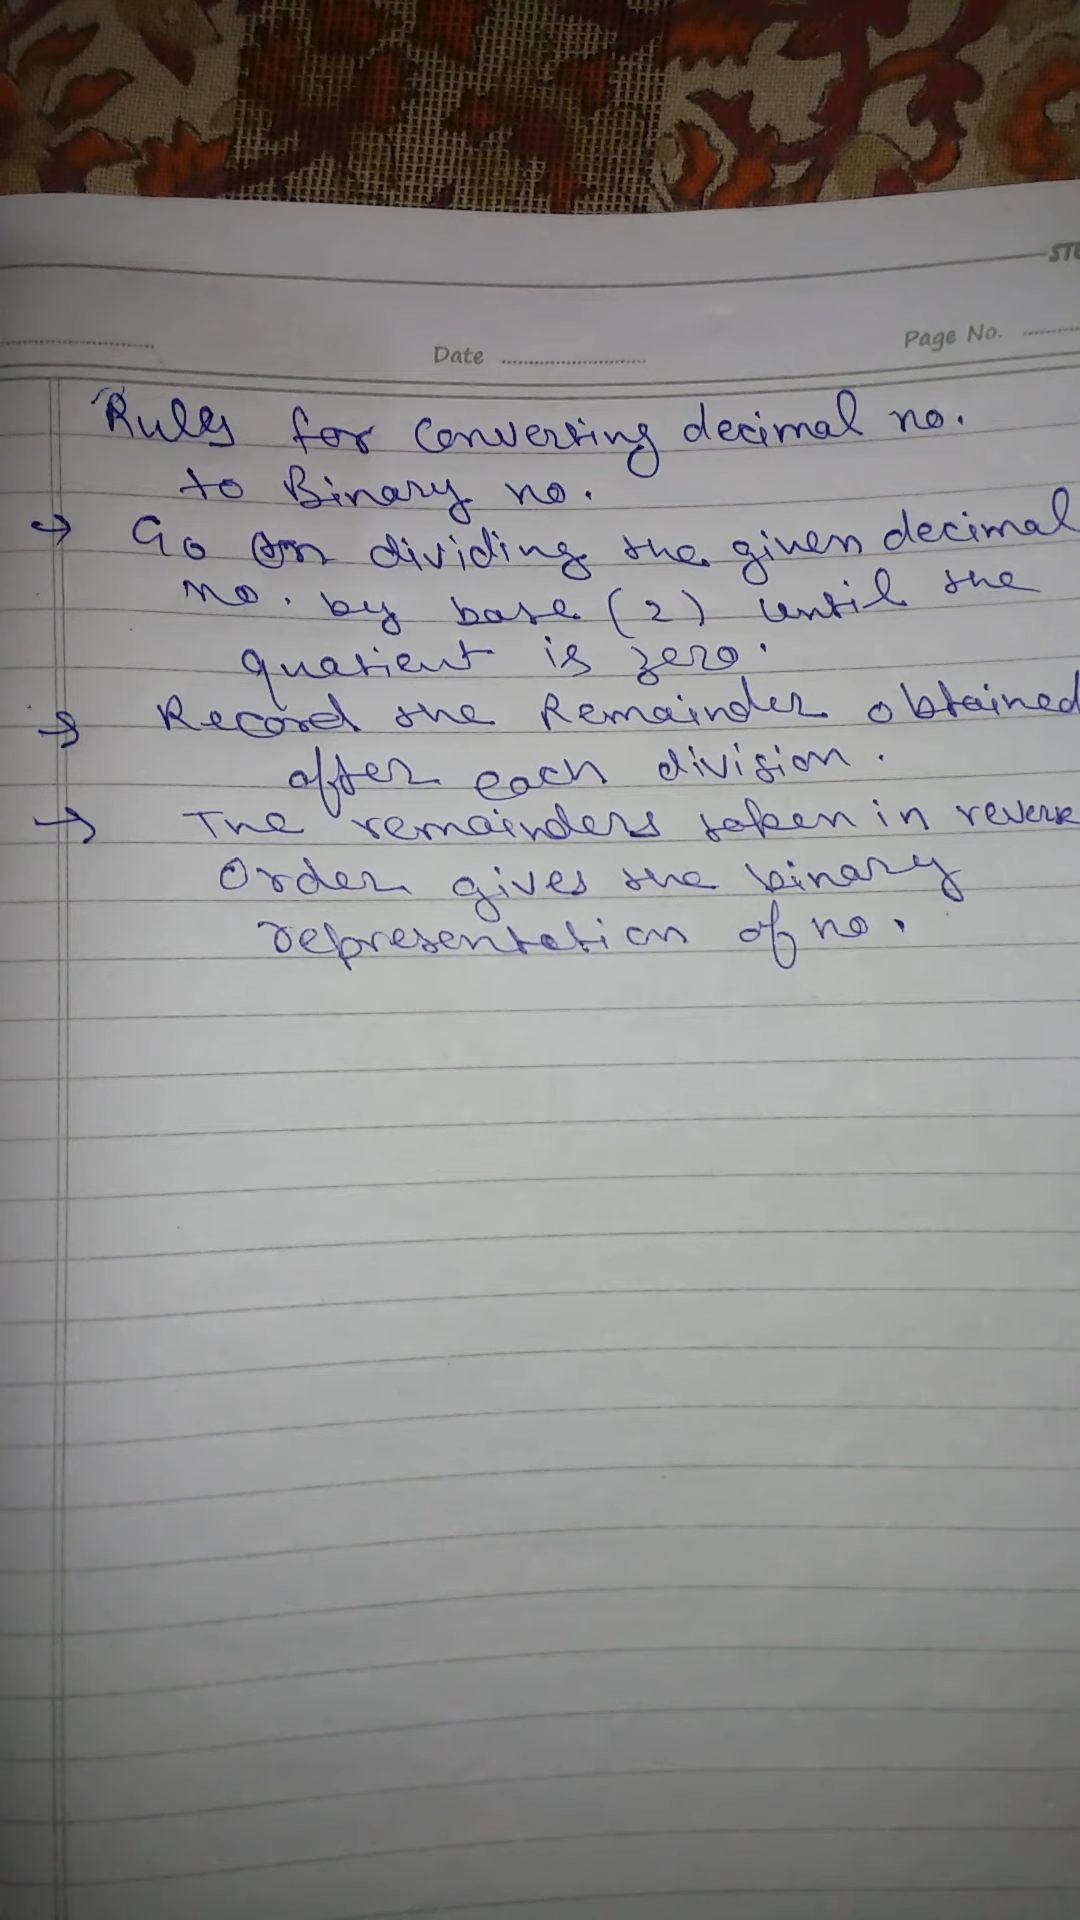 STU
Date
Page No.
Rules for converting decimal no.
to Binary no.
→ Go on dividing the given decimal
no. by base (2) until the
quatient is zero.
→ Record the Remainder obtained
after each division.
→ The remainders taken in reverse
Order gives the binary
representation of no.